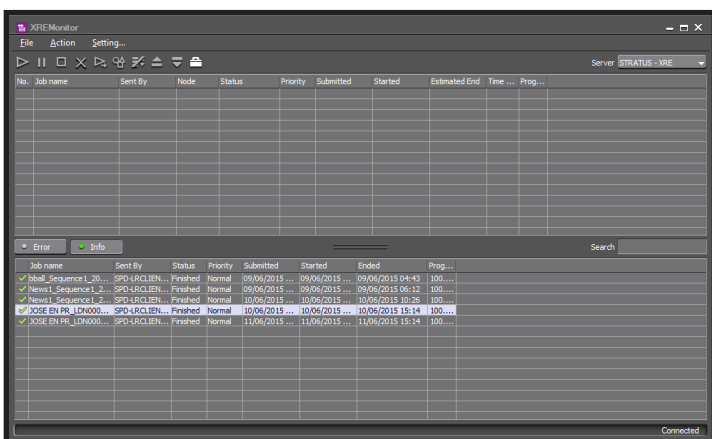 XREMonitor
File Action Setting...
Server STRATUS - XRE
No. Job name Sent By Node Status Priority Submitted Started Estimated End Time ... Prog...
Error Info Search
Job name Sent By Status Priority Submitted Started Ended Prog...
bball_Sequence1_20... SPD-LRCLIEN... Finished Normal 09/06/2015 ... 09/06/2015 ... 09/06/2015 04:43 100....
News1_Sequence1_2... SPD-LRCLIEN... Finished Normal 09/06/2015 ... 09/06/2015 ... 09/06/2015 06:12 100....
News1_Sequence1_2... SPD-LRCLIEN... Finished Normal 10/06/2015 ... 10/06/2015 ... 10/06/2015 10:26 100....
JOSE EN PR_LDN000... SPD-LRCLIEN... Finished Normal 10/06/2015 ... 10/06/2015 ... 10/06/2015 15:14 100....
JOSE EN PR_LDN000... SPD-LRCLIEN... Finished Normal 11/06/2015 ... 11/06/2015 ... 11/06/2015 15:14 100....
Connected